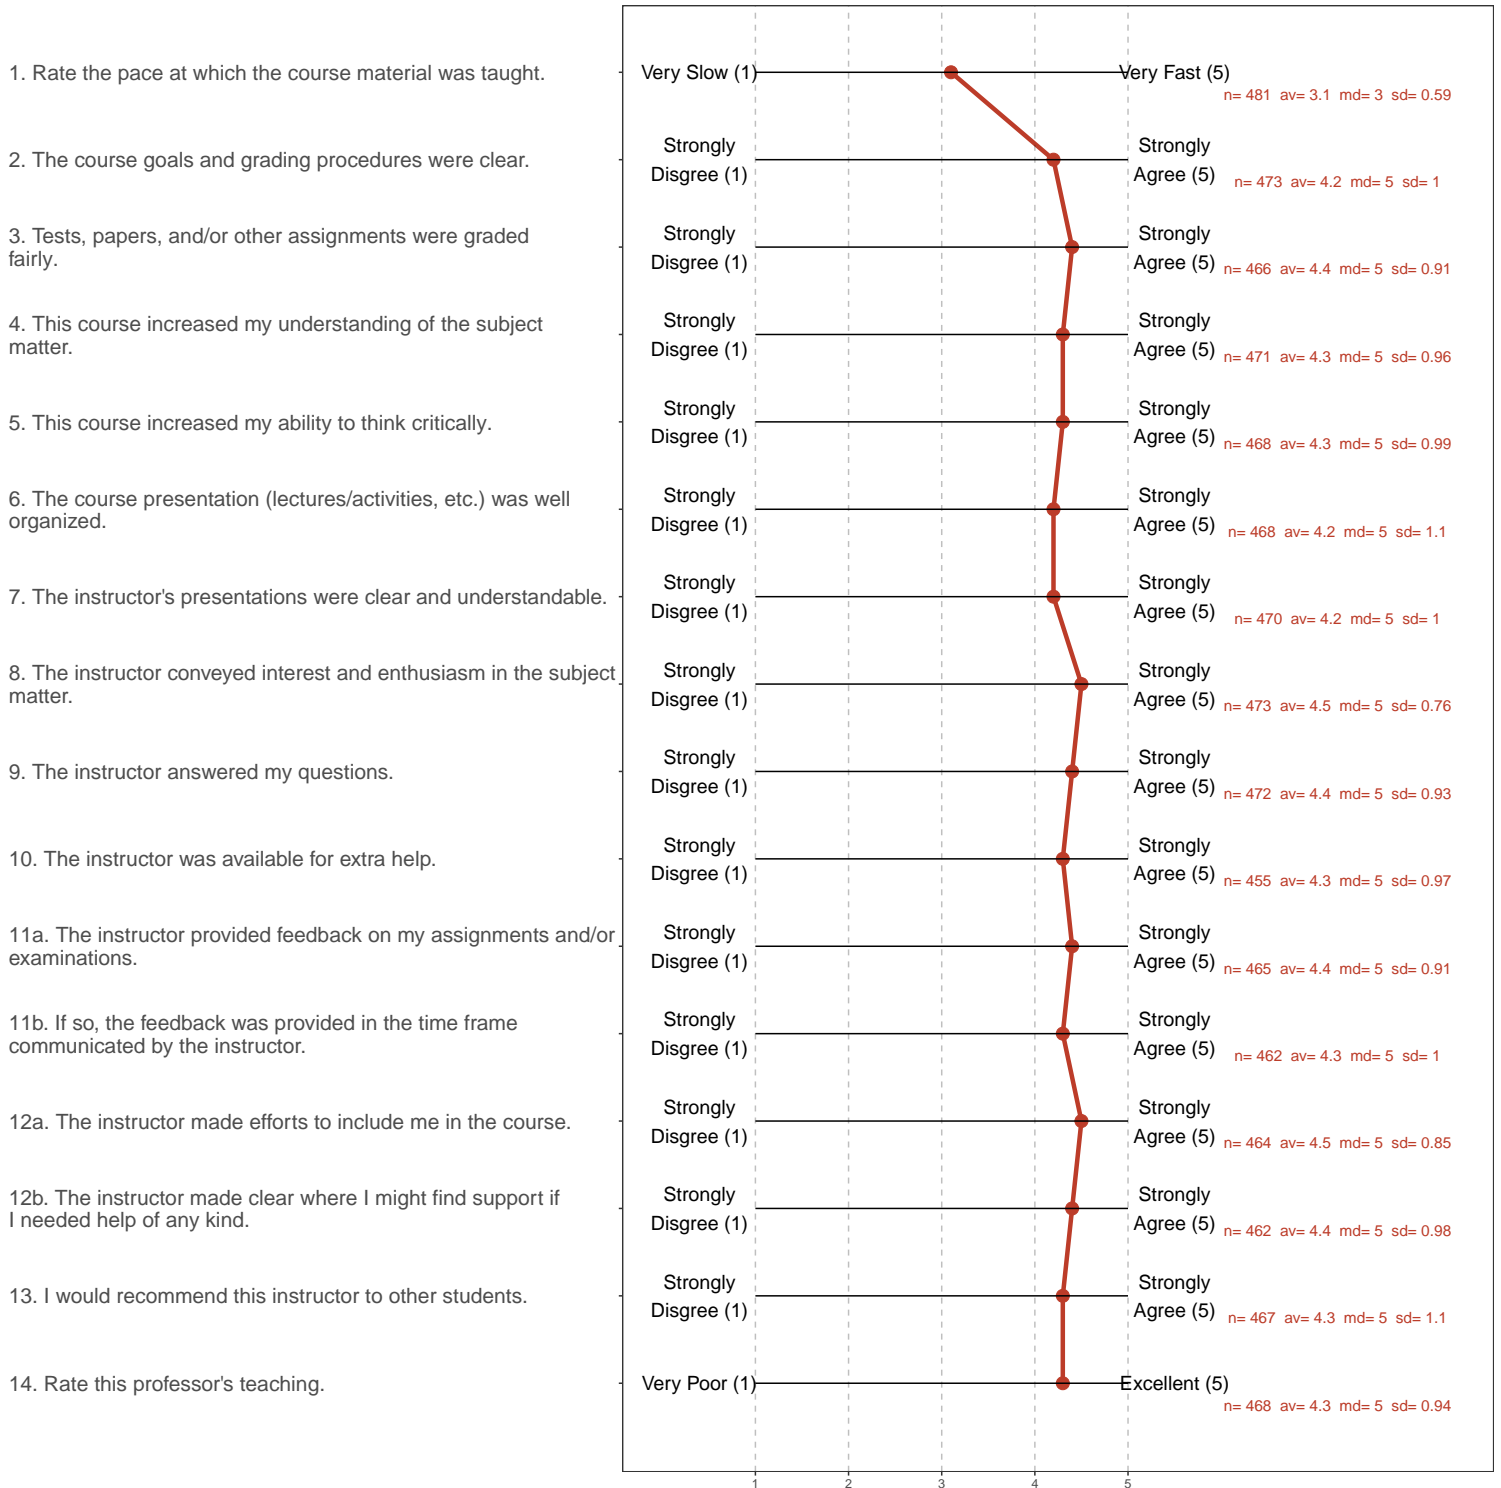 1. Rate the pace at which the course material was taught.
Very Slow (1)
Very Fast (5)
n= 481 av= 3.1 md= 3 sd= 0.59
2. The course goals and grading procedures were clear.
Strongly
Disgree (1)
Strongly
Agree (5)
n= 473 av= 4.2 md= 5 sd= 1
3. Tests, papers, and/or other assignments were graded
fairly.
Strongly
Disgree (1)
Strongly
Agree (5)
n= 466 av= 4.4 md= 5 sd= 0.91
4. This course increased my understanding of the subject
matter.
Strongly
Disgree (1)
Strongly
Agree (5)
n= 471 av= 4.3 md= 5 sd= 0.96
5. This course increased my ability to think critically.
Strongly
Disgree (1)
Strongly
Agree (5)
n= 468 av= 4.3 md= 5 sd= 0.99
6. The course presentation (lectures/activities, etc.) was well
organized.
Strongly
Disgree (1)
Strongly
Agree (5)
n= 468 av= 4.2 md= 5 sd= 1.1
7. The instructor's presentations were clear and understandable.
Strongly
Disgree (1)
Strongly
Agree (5)
n= 470 av= 4.2 md= 5 sd= 1
8. The instructor conveyed interest and enthusiasm in the subject
matter.
Strongly
Disgree (1)
Strongly
Agree (5)
n= 473 av= 4.5 md= 5 sd= 0.76
9. The instructor answered my questions.
Strongly
Disgree (1)
Strongly
Agree (5)
n= 472 av= 4.4 md= 5 sd= 0.93
10. The instructor was available for extra help.
Strongly
Disgree (1)
Strongly
Agree (5)
n= 455 av= 4.3 md= 5 sd= 0.97
11a. The instructor provided feedback on my assignments and/or
examinations.
Strongly
Disgree (1)
Strongly
Agree (5)
n= 465 av= 4.4 md= 5 sd= 0.91
11b. If so, the feedback was provided in the time frame
communicated by the instructor.
Strongly
Disgree (1)
Strongly
Agree (5)
n= 462 av= 4.3 md= 5 sd= 1
12a. The instructor made efforts to include me in the course.
Strongly
Disgree (1)
Strongly
Agree (5)
n= 464 av= 4.5 md= 5 sd= 0.85
12b. The instructor made clear where I might find support if
I needed help of any kind.
Strongly
Disgree (1)
Strongly
Agree (5)
n= 462 av= 4.4 md= 5 sd= 0.98
13. I would recommend this instructor to other students.
Strongly
Disgree (1)
Strongly
Agree (5)
n= 467 av= 4.3 md= 5 sd= 1.1
14. Rate this professor's teaching.
Very Poor (1)
Excellent (5)
n= 468 av= 4.3 md= 5 sd= 0.94
1 2 3 4 5